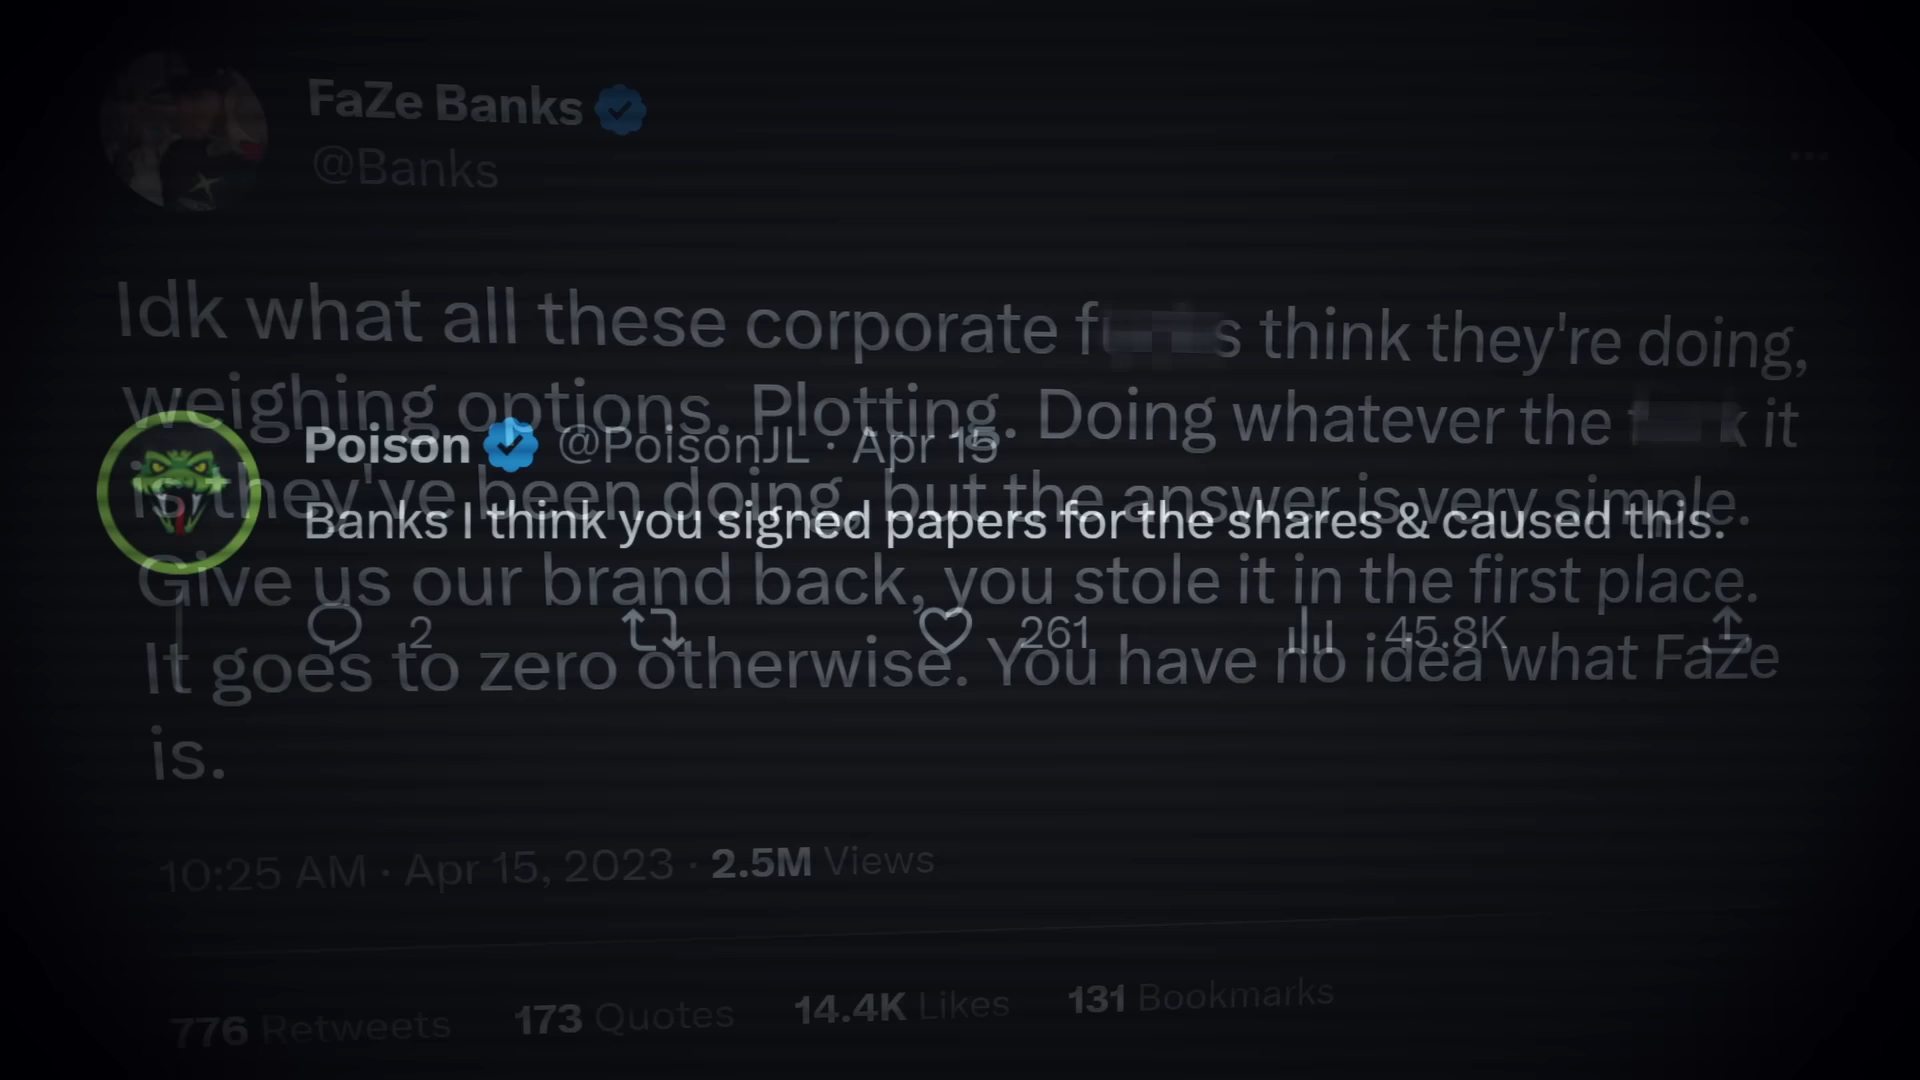 FaZe Banks
@Banks
Idk what all these corporate f s think they're doing,
weighing options. Plotting. Doing whatever the k it
is they've been doing, but the answer is very simple.
Give us our brand back, you stole it in the first place.
It goes to zero otherwise. You have no idea what FaZe
is.
10:25 AM · Apr 15, 2023 · 2.5M Views
776 Retweets 173 Quotes 14.4K Likes 131 Bookmarks
Poison @PoisonJL · Apr 15
Banks I think you signed papers for the shares & caused this.
2 261 45.8K